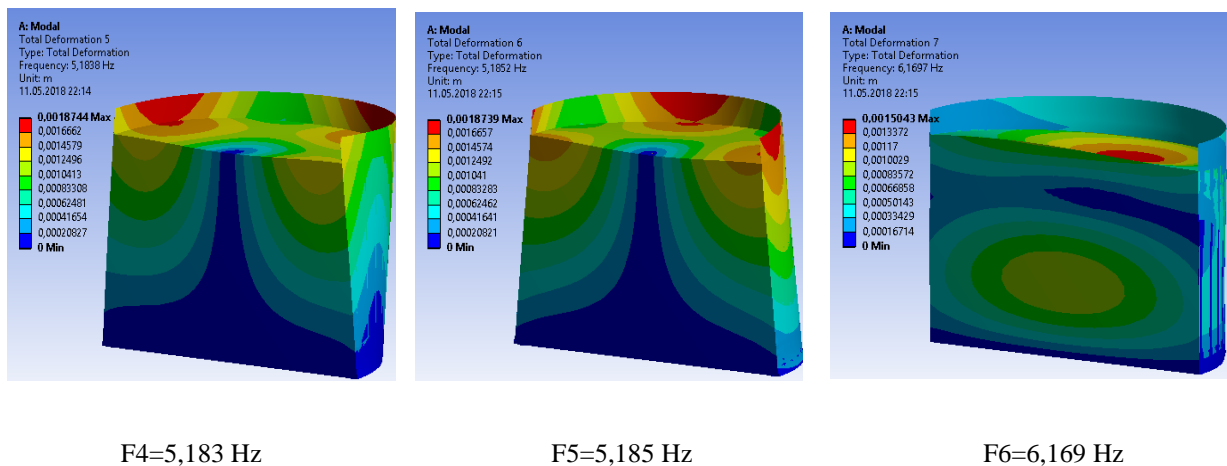 A: Modal
Total Deformation 5
Type: Total Deformation
Frequency: 5,1838 Hz
Unit: m
11.05.2018 22:14
0,0018744 Max
0,0016662
0,0014579
0,0012496
0,0010413
0,00083308
0,00062481
0,00041654
0,00020827
0 Min
A: Modal
Total Deformation 6
Type: Total Deformation
Frequency: 5,1852 Hz
Unit: m
11.05.2018 22:15
0,0018739 Max
0,0016657
0,0014574
0,0012492
0,001041
0,00083283
0,00062462
0,00041641
0,00020821
0 Min
A: Modal
Total Deformation 7
Type: Total Deformation
Frequency: 6,1697 Hz
Unit: m
11.05.2018 22:15
0,0015043 Max
0,0013372
0,00117
0,0010029
0,00083572
0,00066858
0,00050143
0,00033429
0,00016714
0 Min
F4=5,183 Hz
F5=5,185 Hz
F6=6,169 Hz